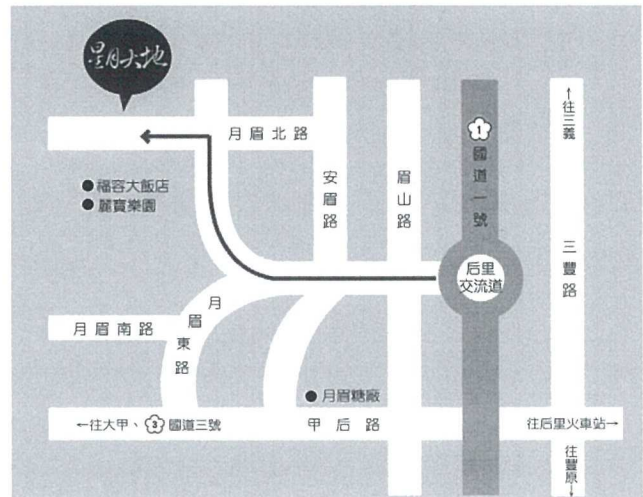 星月大地
↑往三義
1
國道一號
月眉北路
安眉路
眉山路
●福容大飯店
●麗寶樂園
三豐路
后里
交流道
月眉東路
月眉南路
●月眉糖廠
←往大甲、3國道三號
甲后路
往后里火車站→
往豐原→